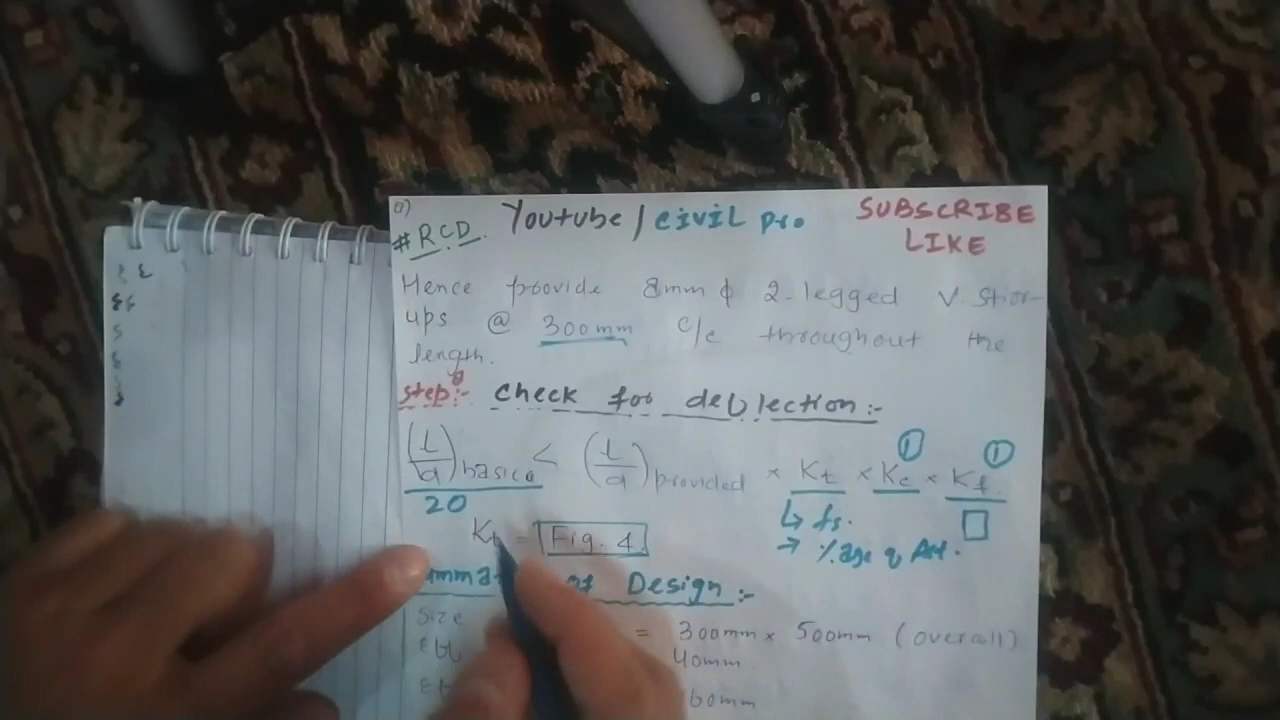 # RCD. Youtube/civil pro SUBSCRIBE
LIKE
Hence provide 8mm ϕ 2-legged V. Stirr-
ups @ 300mm c/c throughout the
length.
Step 8:- Check for deflection:-
(l/d) basic < (l/d) provided × Kt × Kc × Kf
1 1
20 ↳ fs.
→ %age of Ast.
Kt = Fig. 4
of Design:-
Size = 300mm × 500mm (overall)
40mm
60mm